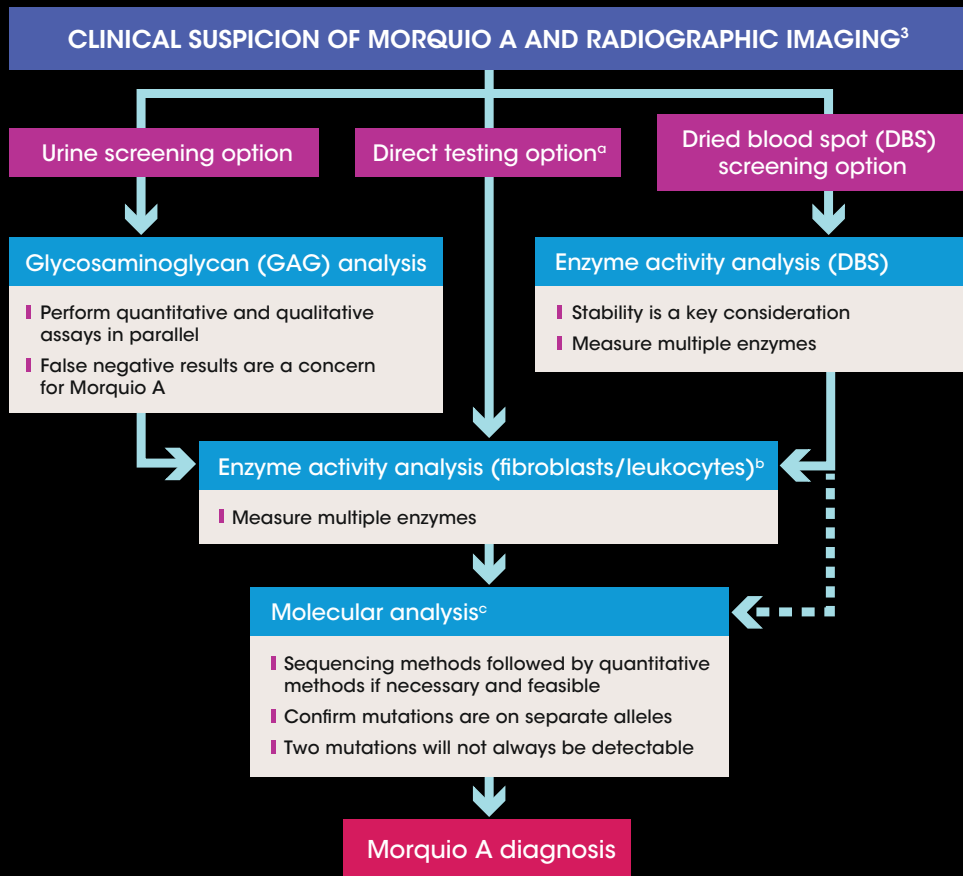 CLINICAL SUSPICION OF MORQUIO A AND RADIOGRAPHIC IMAGING³
Urine screening option
Direct testing optionᵃ
Dried blood spot (DBS)
screening option
Glycosaminoglycan (GAG) analysis
Perform quantitative and qualitative
assays in parallel
False negative results are a concern
for Morquio A
Enzyme activity analysis (DBS)
Stability is a key consideration
Measure multiple enzymes
Enzyme activity analysis (fibroblasts/leukocytes)ᵇ
Measure multiple enzymes
Molecular analysisᶜ
Sequencing methods followed by quantitative
methods if necessary and feasible
Confirm mutations are on separate alleles
Two mutations will not always be detectable
Morquio A diagnosis